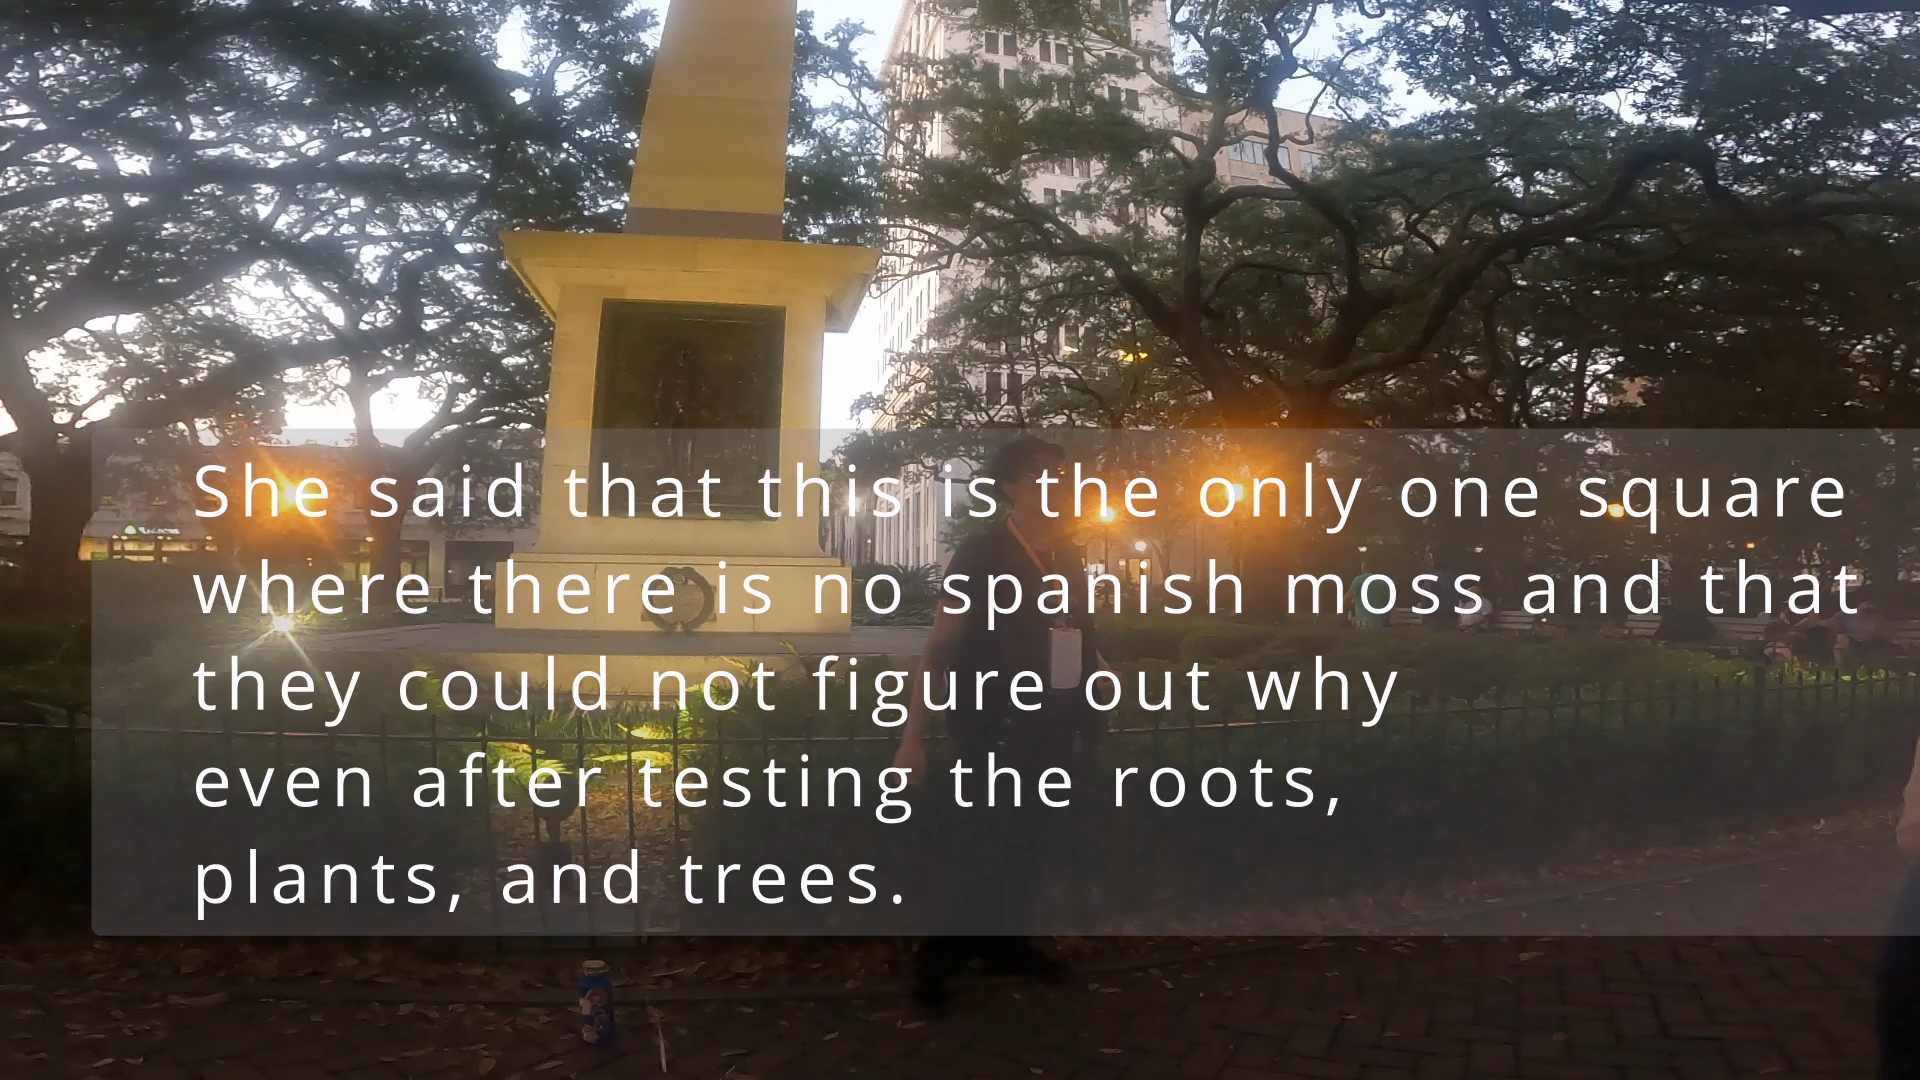 She said that this is the only one square
where there is no spanish moss and that
they could not figure out why
even after testing the roots,
plants, and trees.